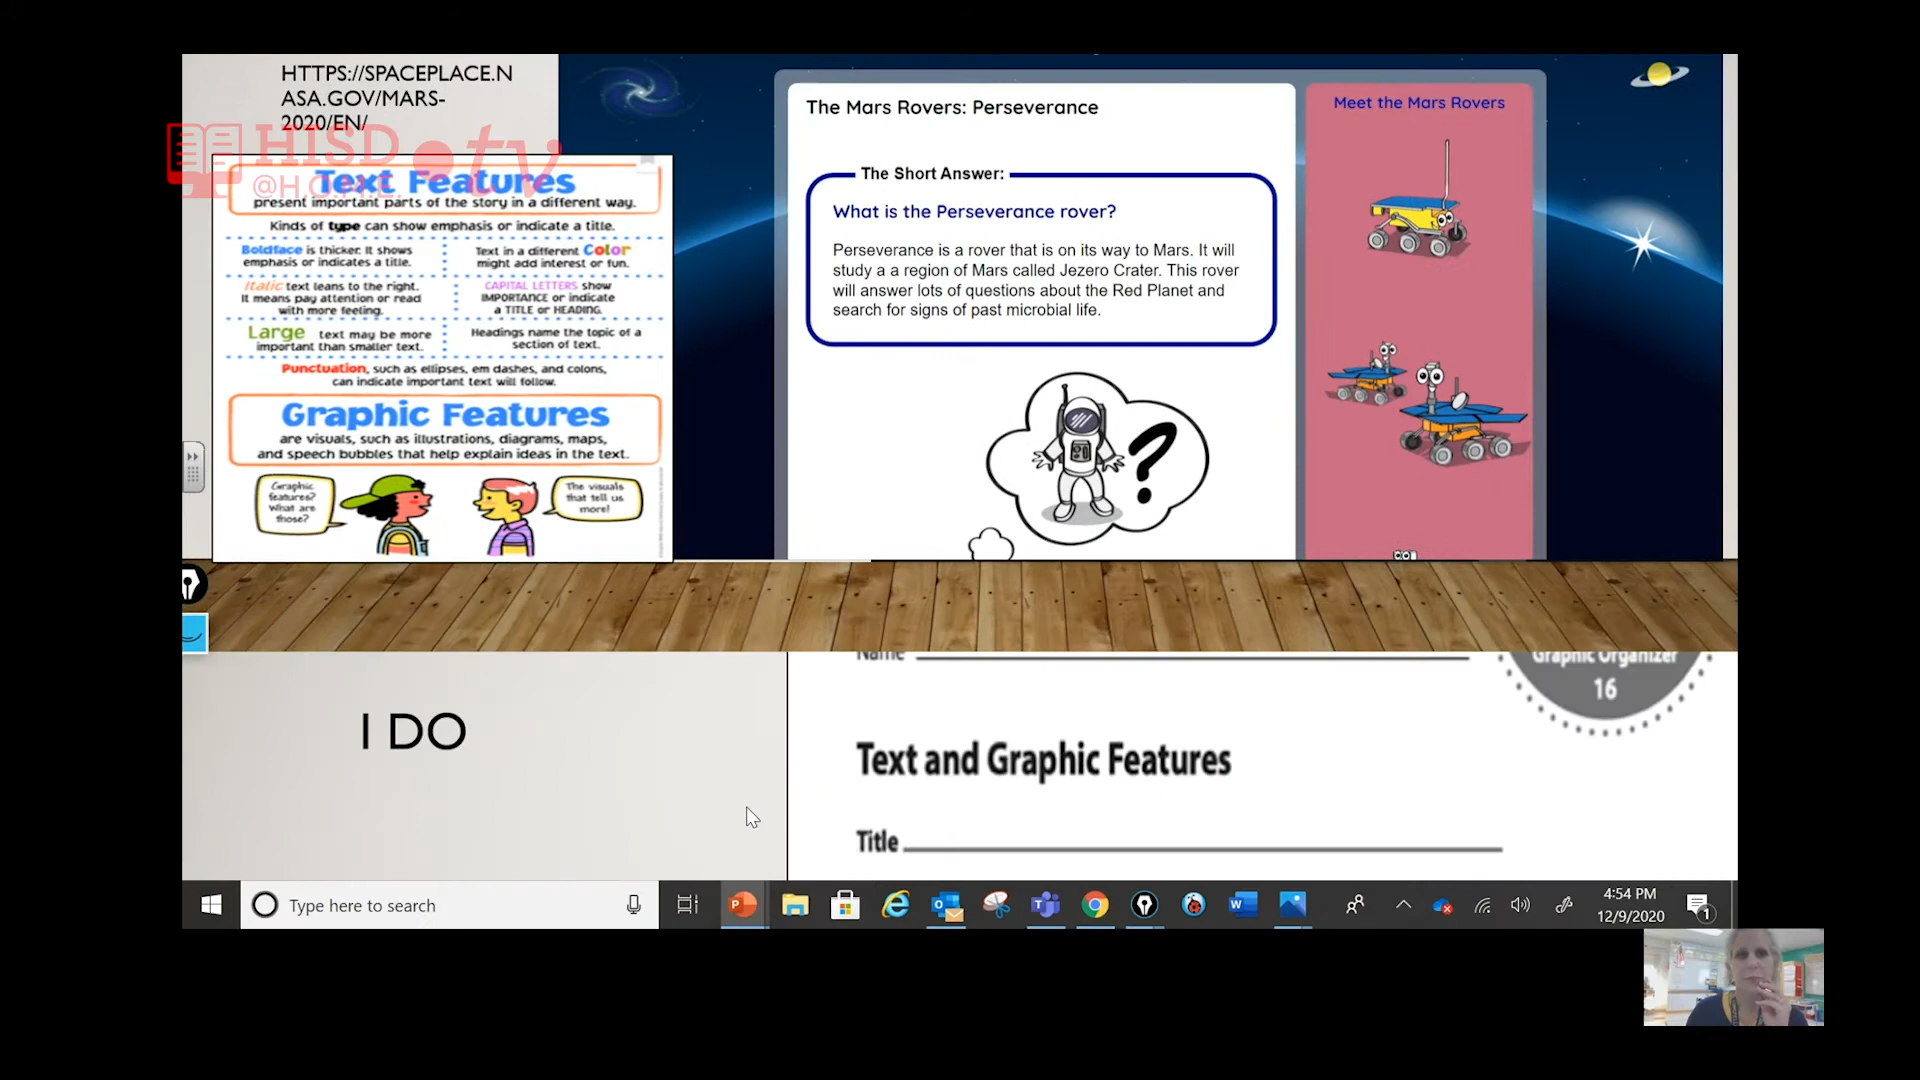 HTTPS://SPACEPLACE.N
ASA.GOV/MARS-
2020/EN/
HISD
@H.O.M.E.
tv
Text Features
present important parts of the story in a different way.
Kinds of type can show emphasis or indicate a title.
Boldface is thicker. It shows
emphasis or indicates a title.
Text in a different Color
might add interest or fun.
Italic text leans to the right.
It means pay attention or read
with more feeling.
CAPITAL LETTERS show
IMPORTANCE or indicate
a TITLE or HEADING.
Large text may be more
important than smaller text.
Headings name the topic of a
section of text.
Punctuation, such as ellipses, em dashes, and colons,
can indicate important text will follow.
Graphic Features
are visuals, such as illustrations, diagrams, maps,
and speech bubbles that help explain ideas in the text.
Graphic
features?
What are
those?
The visuals
that tell us
more!
The Mars Rovers: Perseverance
The Short Answer:
What is the Perseverance rover?
Perseverance is a rover that is on its way to Mars. It will
study a a region of Mars called Jezero Crater. This rover
will answer lots of questions about the Red Planet and
search for signs of past microbial life.
?
Meet the Mars Rovers
I DO
Name
Graphic Organizer
16
Text and Graphic Features
Title
Type here to search
4:54 PM
12/9/2020
1